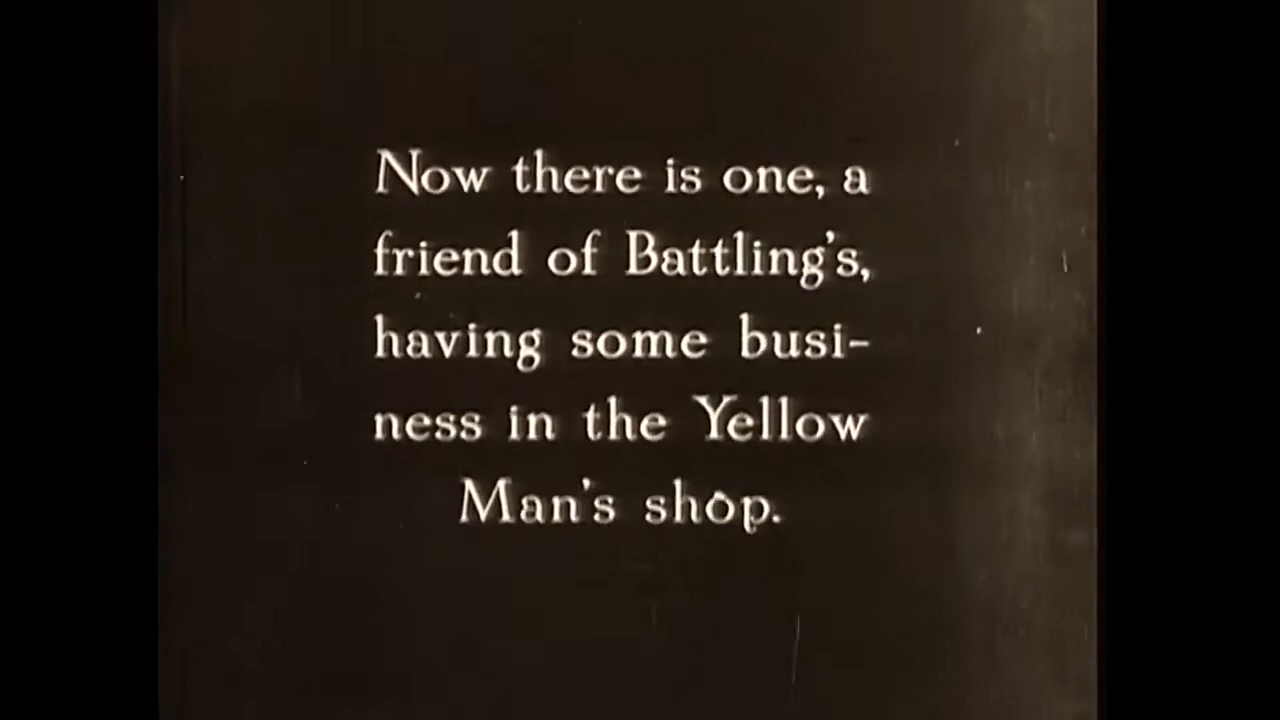 Now there is one, a
friend of Battling's,
having some busi-
ness in the Yellow
Man's shop.